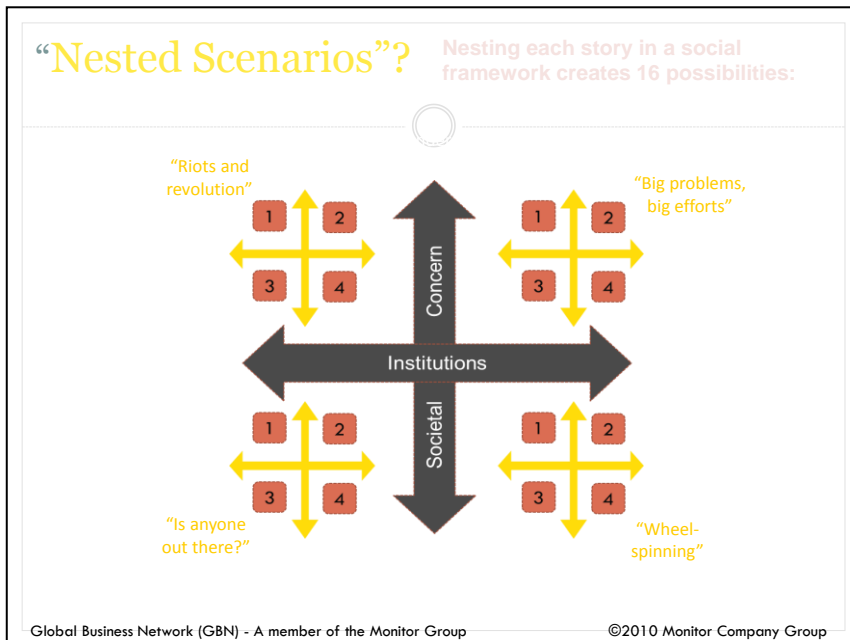 “Nested Scenarios”?
Nesting each story in a social
framework creates 16 possibilities:
“Riots and
revolution”
1 2
3 4
“Big problems,
big efforts”
1 2
3 4
Societal Concern
Institutions
1 2
3 4
“Is anyone
out there?”
1 2
3 4
“Wheel-
spinning”
Global Business Network (GBN) - A member of the Monitor Group
©2010 Monitor Company Group